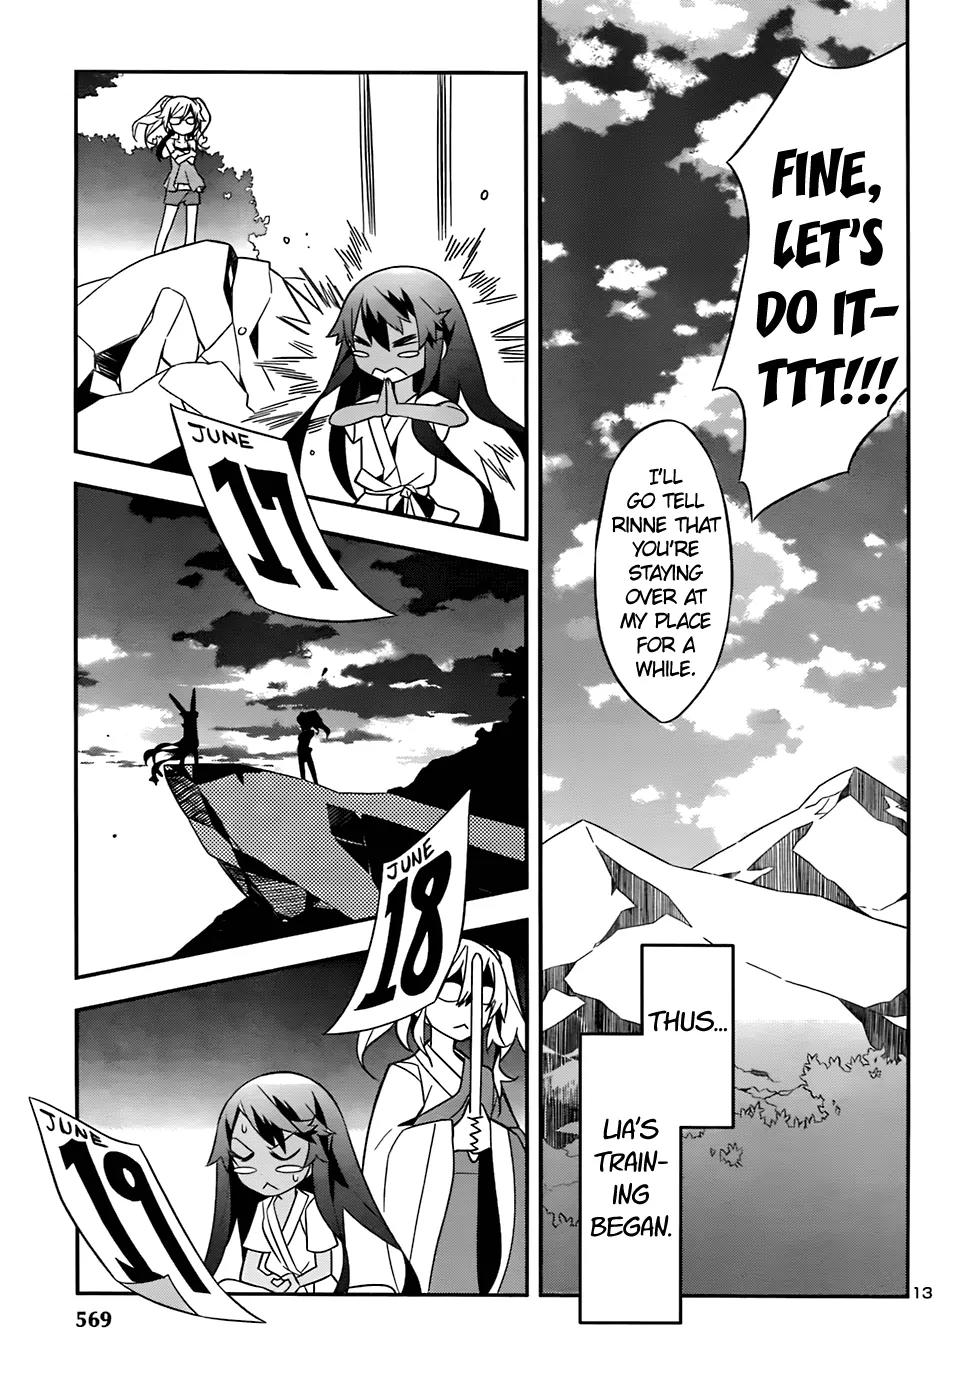 FINE,
LET'S
DO IT-
TTT!!!
I'LL
GO TELL
RINNE THAT
YOU'RE
STAYING
OVER AT
MY PLACE
FOR A
WHILE.
THUS...
LIA'S
TRAIN-
ING
BEGAN.
13
JUNE
17
JUNE
18
JUNE
19
569